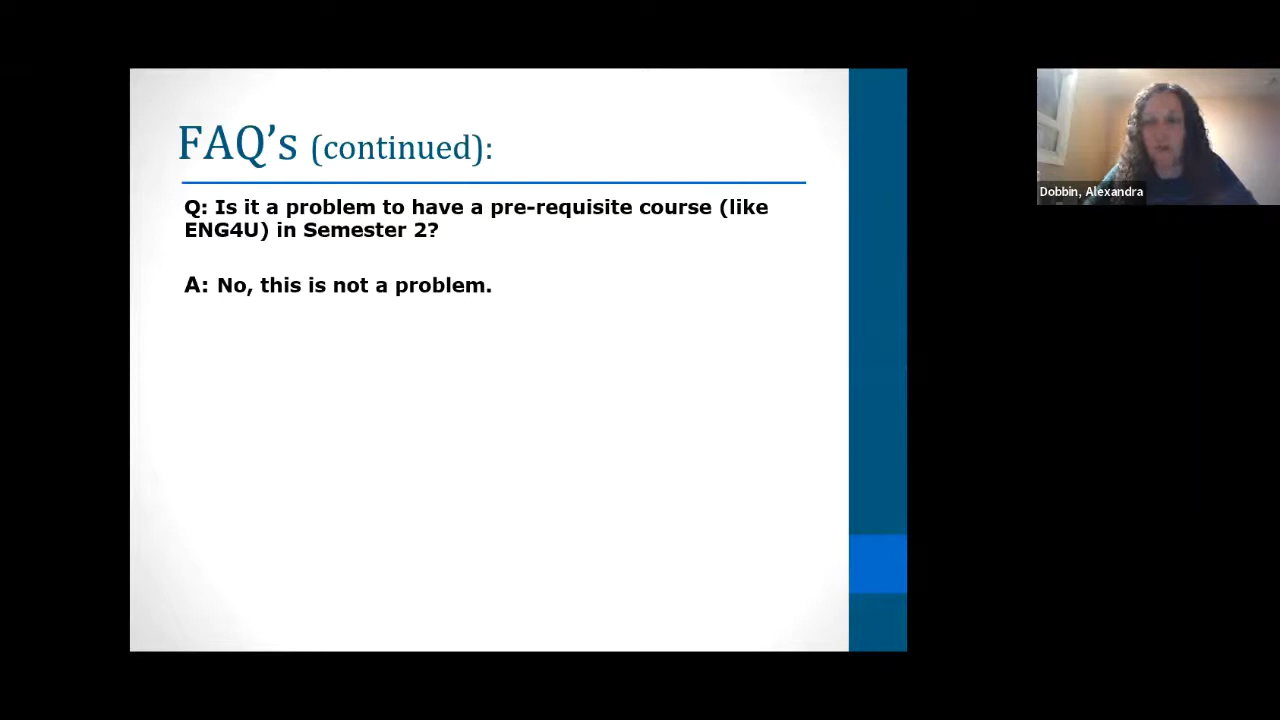 FAQ's (continued):
Q: Is it a problem to have a pre-requisite course (like
ENG4U) in Semester 2?
A: No, this is not a problem.
Dobbin, Alexandra